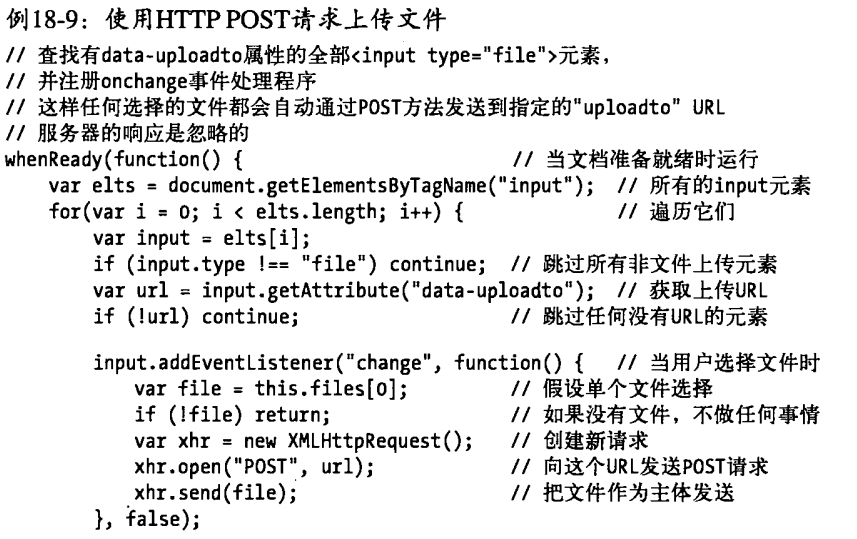 例18-9：使用HTTP POST请求上传文件
// 查找有data-uploadto属性的全部<input type="file">元素，
// 并注册onchange事件处理程序
// 这样任何选择的文件都会自动通过POST方法发送到指定的"uploadto" URL
// 服务器的响应是忽略的
whenReady(function() { // 当文档准备就绪时运行
var elts = document.getElementsByTagName("input"); // 所有的input元素
for(var i = 0; i < elts.length; i++) { // 遍历它们
var input = elts[i];
if (input.type !== "file") continue; // 跳过所有非文件上传元素
var url = input.getAttribute("data-uploadto"); // 获取上传URL
if (!url) continue; // 跳过任何没有URL的元素
input.addEventListener("change", function() { // 当用户选择文件时
var file = this.files[0]; // 假设单个文件选择
if (!file) return; // 如果没有文件，不做任何事情
var xhr = new XMLHttpRequest(); // 创建新请求
xhr.open("POST", url); // 向这个URL发送POST请求
xhr.send(file); // 把文件作为主体发送
}, false);